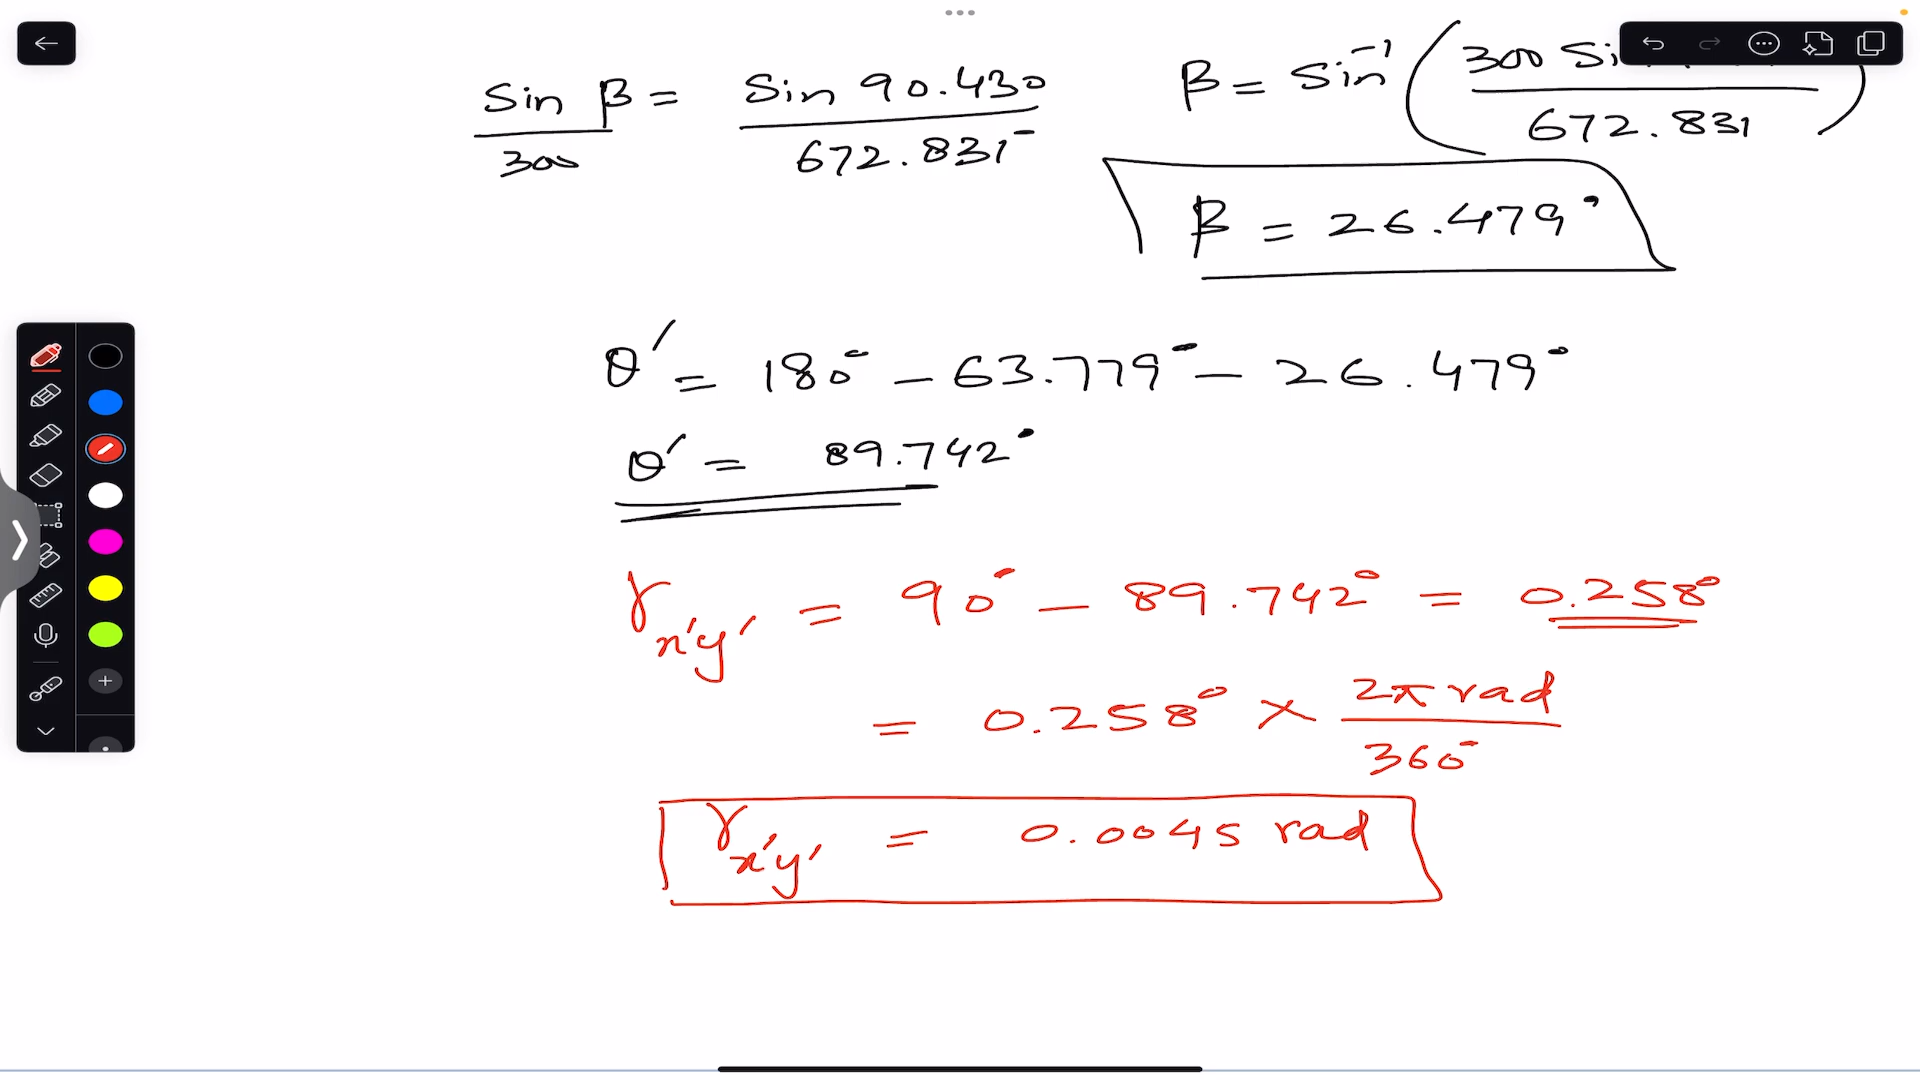 Sin β / 300 = Sin 90.430 / 672.831
β = Sin⁻¹ ( 300 Si / 672.831 )
β = 26.479°
θ′ = 180° – 63.779° – 26.479°
θ′ = 89.742°
γx′y′ = 90° – 89.742° = 0.258°
= 0.258° × 2π rad / 360°
γx′y′ = 0.0045 rad